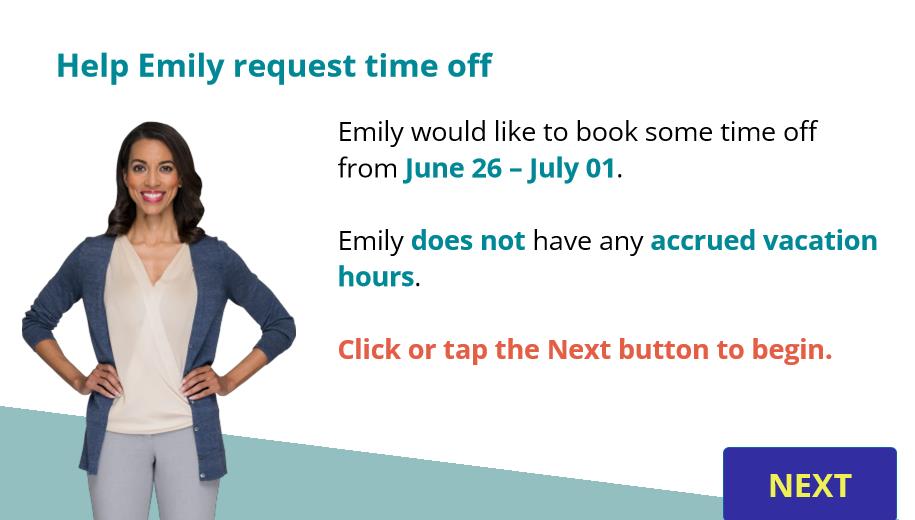 Help Emily request time off
Emily would like to book some time off
from June 26 – July 01.
Emily does not have any accrued vacation
hours.
Click or tap the Next button to begin.
NEXT